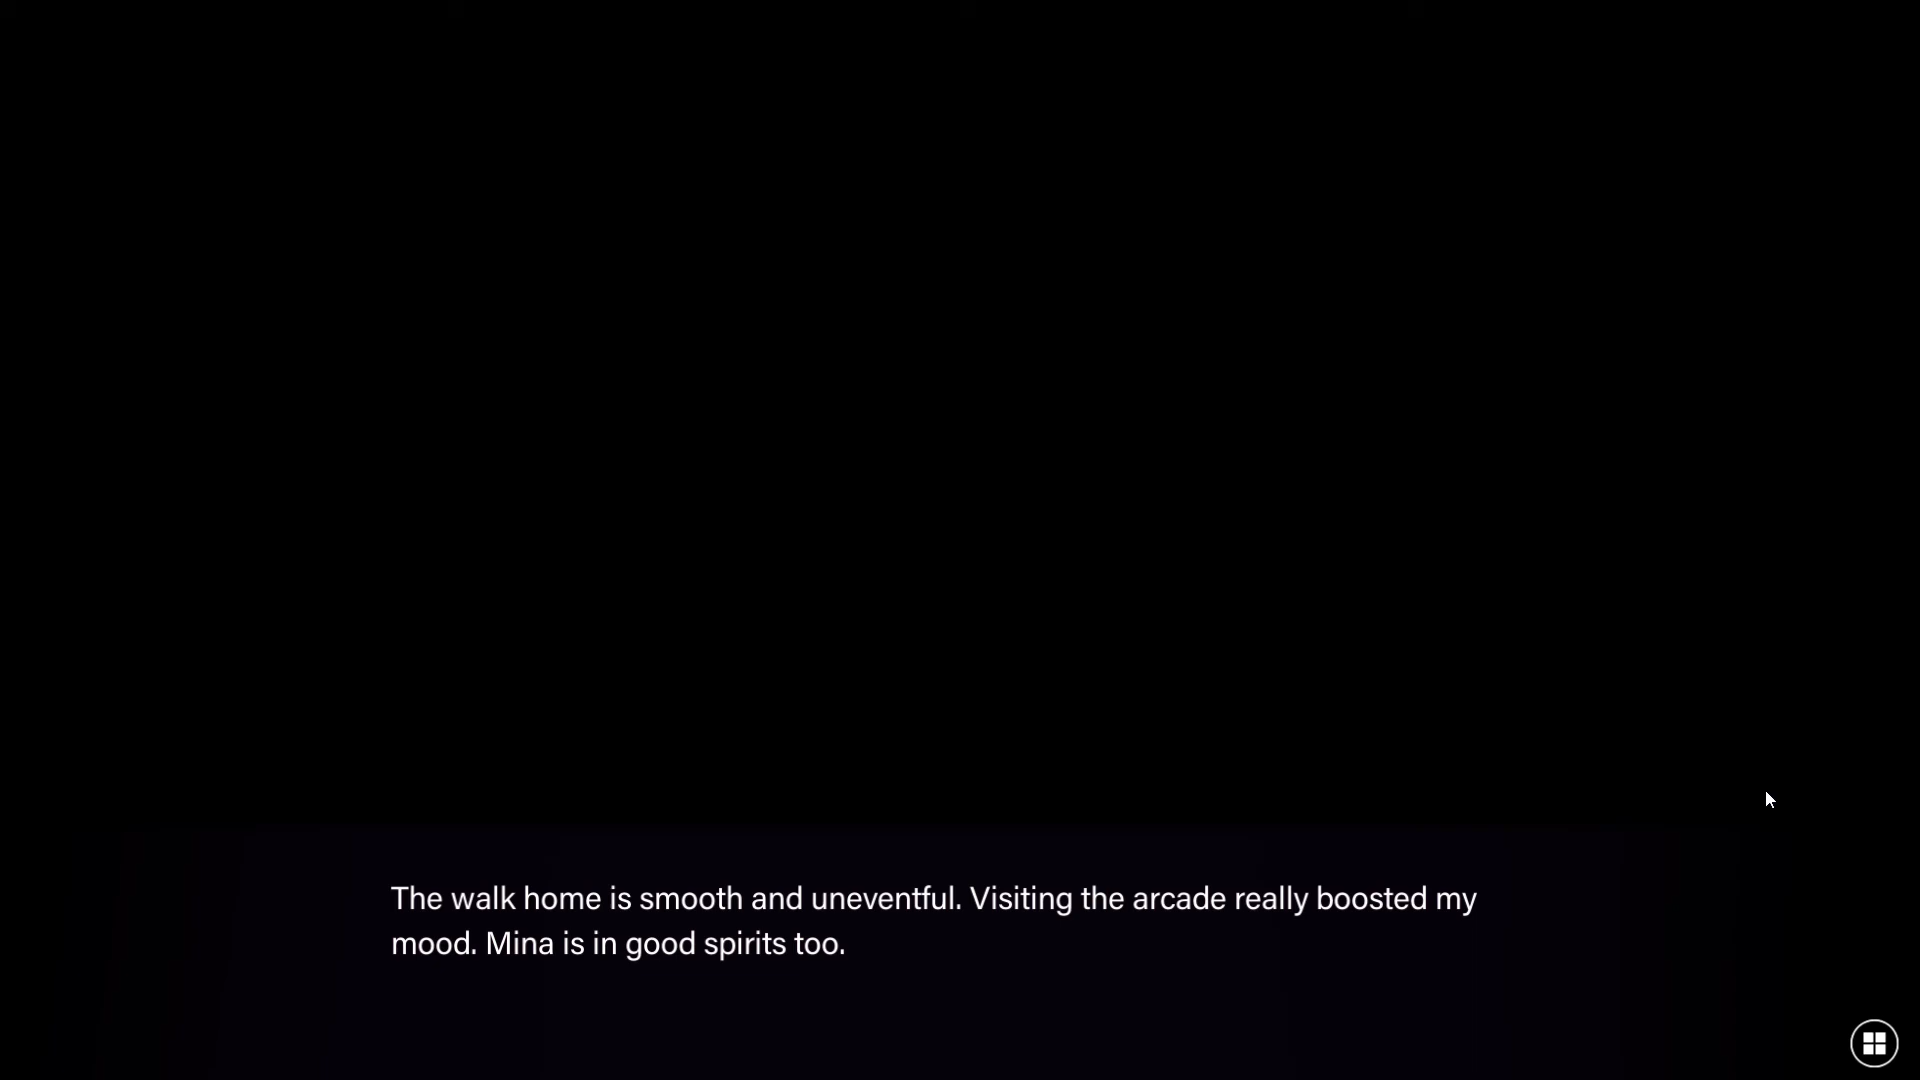 The walk home is smooth and uneventful. Visiting the arcade really boosted my
mood. Mina is in good spirits too.